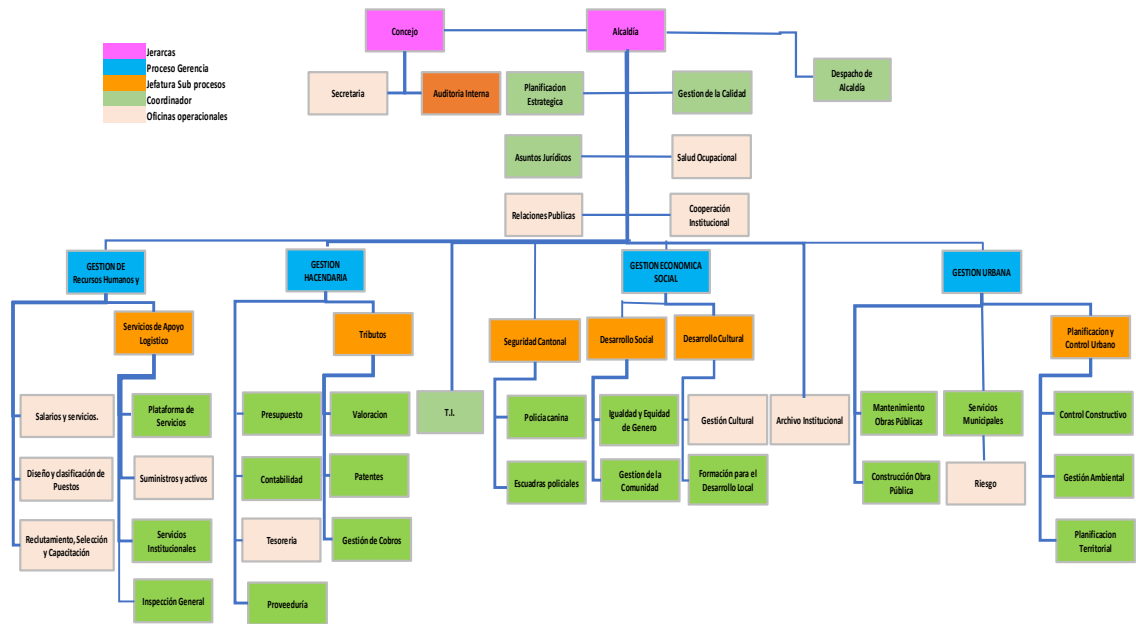 Concejo
Alcaldía
Jerarcas
Proceso Gerencia
Jefatura Sub procesos
Coordinador
Oficinas operacionales
Secretaria
Auditoria Interna
Planificacion
Estrategica
Gestion de la Calidad
Despacho de
Alcaldía
Asuntos Jurídicos
Salud Ocupacional
Relaciones Publicas
Cooperación
Institucional
GESTION DE
Recursos Humanos y
GESTION
HACENDARIA
GESTION ECONOMICA
SOCIAL
GESTION URBANA
Servicios de Apoyo
Logistico
Tributos
Seguridad Cantonal
Desarrollo Social
Desarrollo Cultural
Planificacion y
Control Urbano
Salarios y servicios.
Plataforma de
Servicios
Presupuesto
Valoracion
T.I.
Policia canina
Igualdad y Equidad
de Genero
Gestión Cultural
Archivo Institucional
Mantenimiento
Obras Públicas
Servicios
Municipales
Control Constructivo
Diseño y clasificación de
Puestos
Suministros y activos
Contabilidad
Patentes
Escuadras policiales
Gestion de la
Comunidad
Formación para el
Desarrollo Local
Construcción Obra
Pública
Riesgo
Gestión Ambiental
Reclutamiento, Selección
y Capacitación
Servicios
Institucionales
Tesoreria
Gestión de Cobros
Planificacion
Territorial
Inspección General
Proveeduría